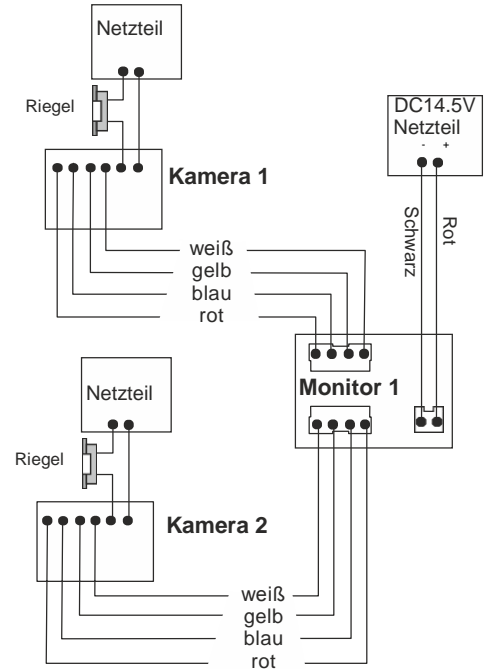 Netzteil
Riegel
Kamera 1
DC14.5V
Netzteil
- +
Schwarz
Rot
weiß
gelb
blau
rot
Monitor 1
Netzteil
Riegel
Kamera 2
weiß
gelb
blau
rot